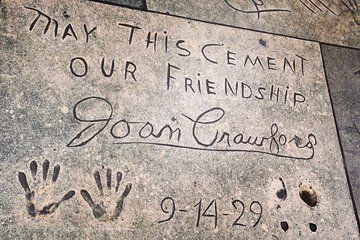 MAY THIS CEMENT
OUR FRIENDSHIP.
Joan Crawford
9-14-29